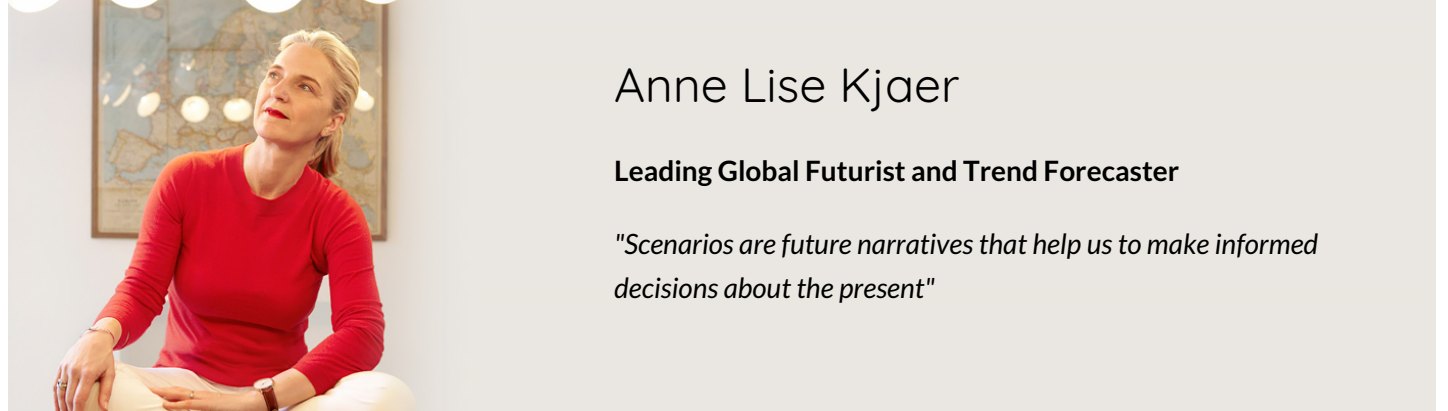 Anne Lise Kjaer
Leading Global Futurist and Trend Forecaster
"Scenarios are future narratives that help us to make informed
decisions about the present"